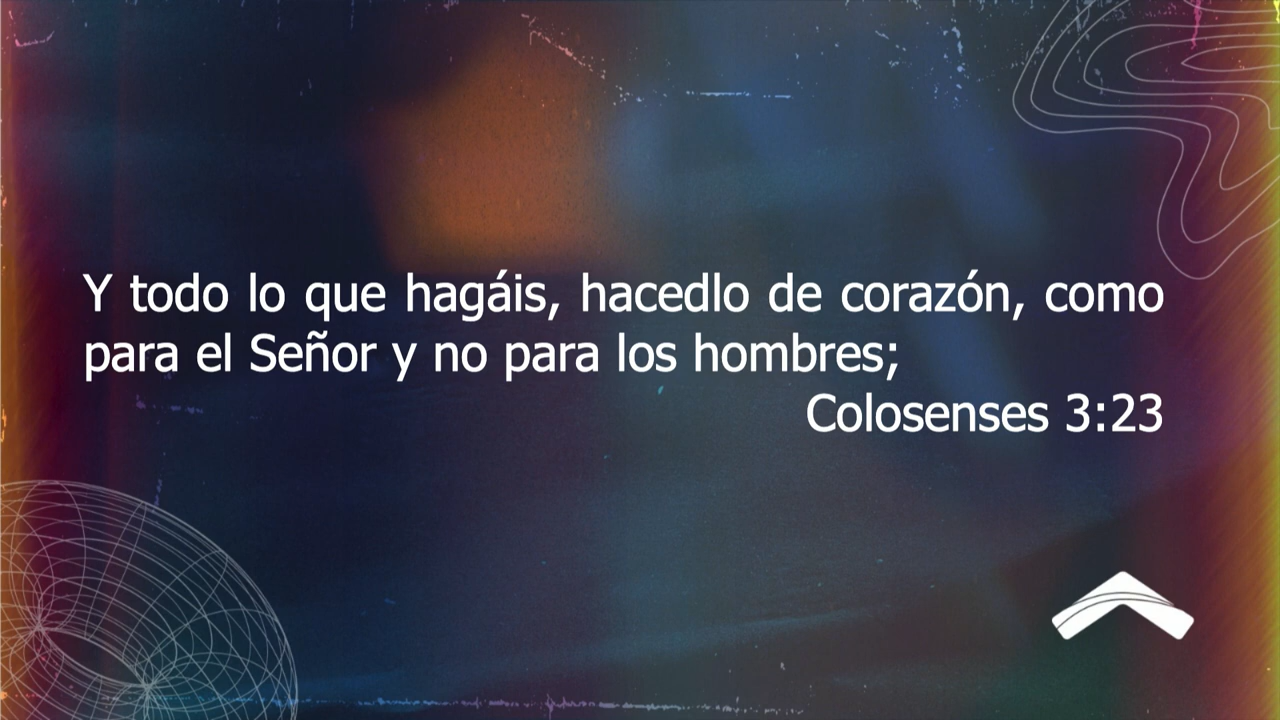 Y todo lo que hagáis, hacedlo de corazón, como
para el Señor y no para los hombres;
Colosenses 3:23